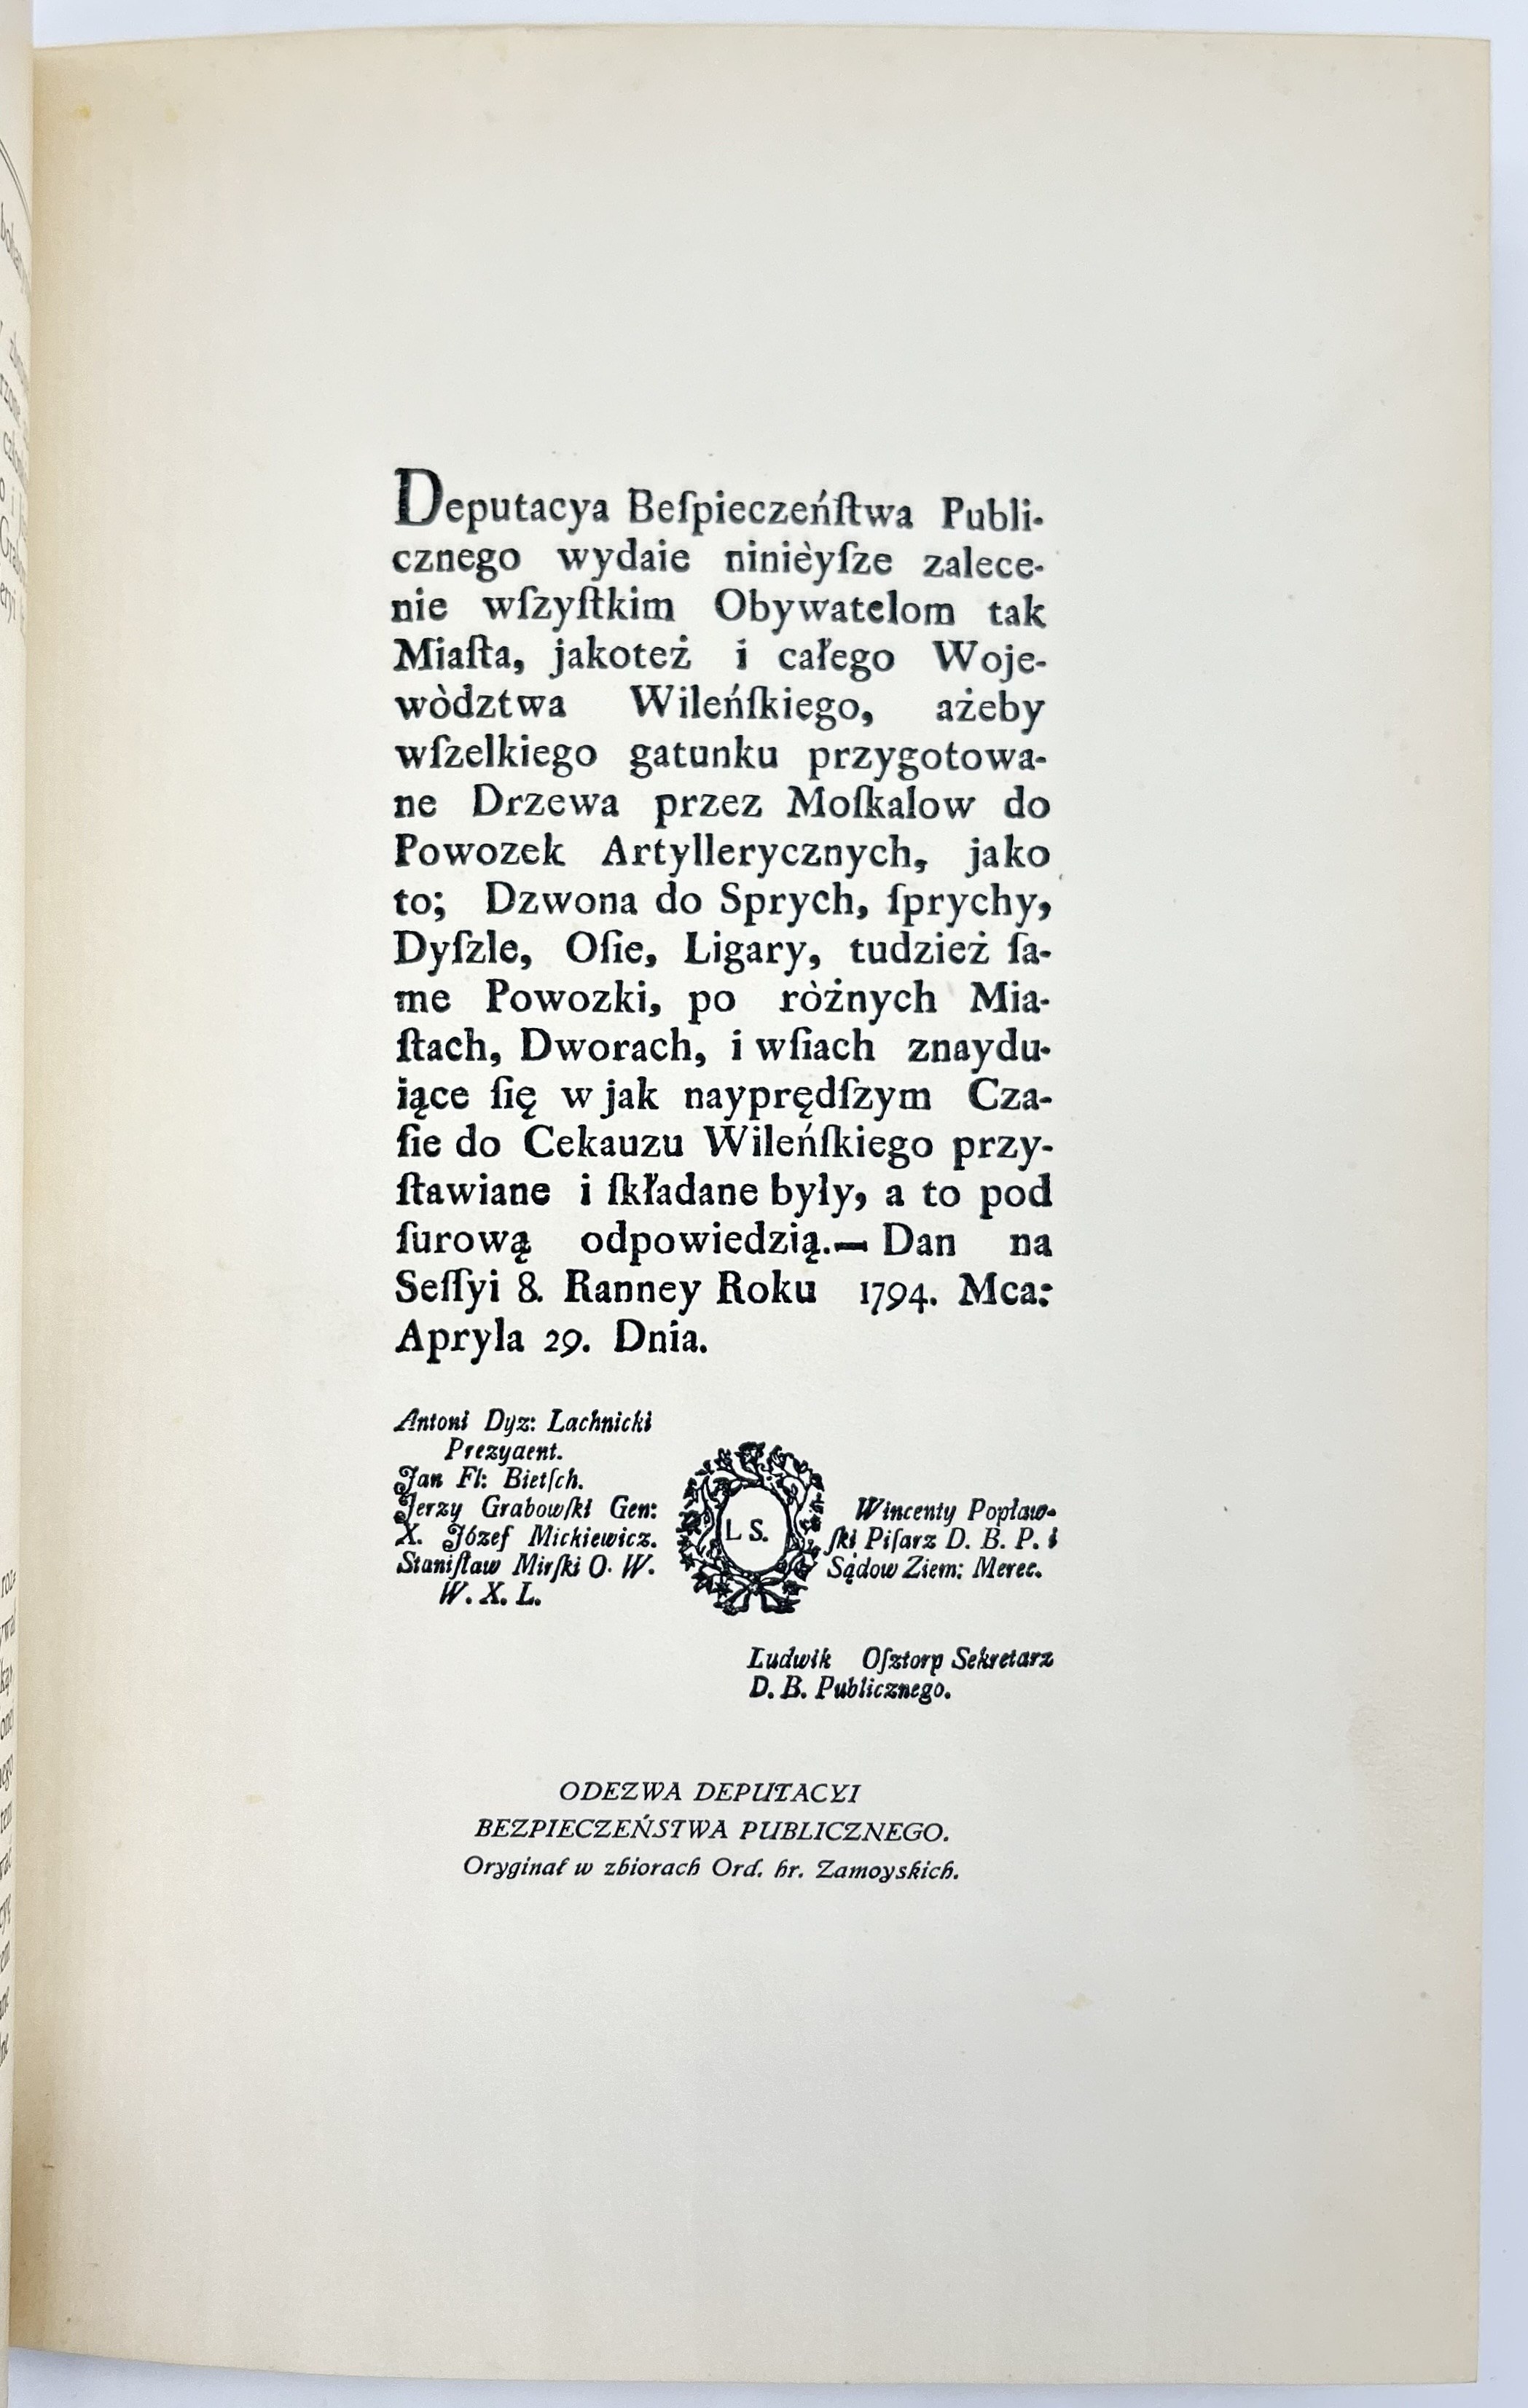 Deputacya Beſpieczeńſtwa Publi-
cznego wydaie ninièyſze zalece-
nie wſzyſtkim Obywatelom tak
Miaſta, jakoteż i całego Woje-
wòdztwa Wileńſkiego, ażeby
wſzelkiego gatunku przygotowa-
ne Drzewa przez Moſkalow do
Powozek Artyllerycznych, jako
to; Dzwona do Sprych, ſprychy,
Dyſzle, Oſie, Ligary, tudzież ſa-
me Powozki, po ròżnych Mia-
ſtach, Dworach, i wſiach znaydu-
iące ſię w jak nayprędſzym Cza-
ſie do Cekauzu Wileńſkiego przy-
ſtawiane i ſkładane były, a to pod
ſurową odpowiedzią.— Dan na
Seſſyi 8. Ranney Roku 1794. Mca:
Apryla 29. Dnia.
Antoni Dyz: Lachnicki
Prezydent.
Jan Fl: Bietſch.
Jerzy Grabowſki Gen:
X. Józef Mickiewicz.
Staniſław Mirſki O. W.
W. X. L.
L S.
Wincenty Popław-
ſki Piſarz D. B. P. i
Sądow Ziem: Merec.
Ludwik Oſztorp Sekretarz
D. B. Publicznego.
ODEZWA DEPUTACYI
BEZPIECZEŃSTWA PUBLICZNEGO.
Oryginał w zbiorach Ord. hr. Zamoyskich.